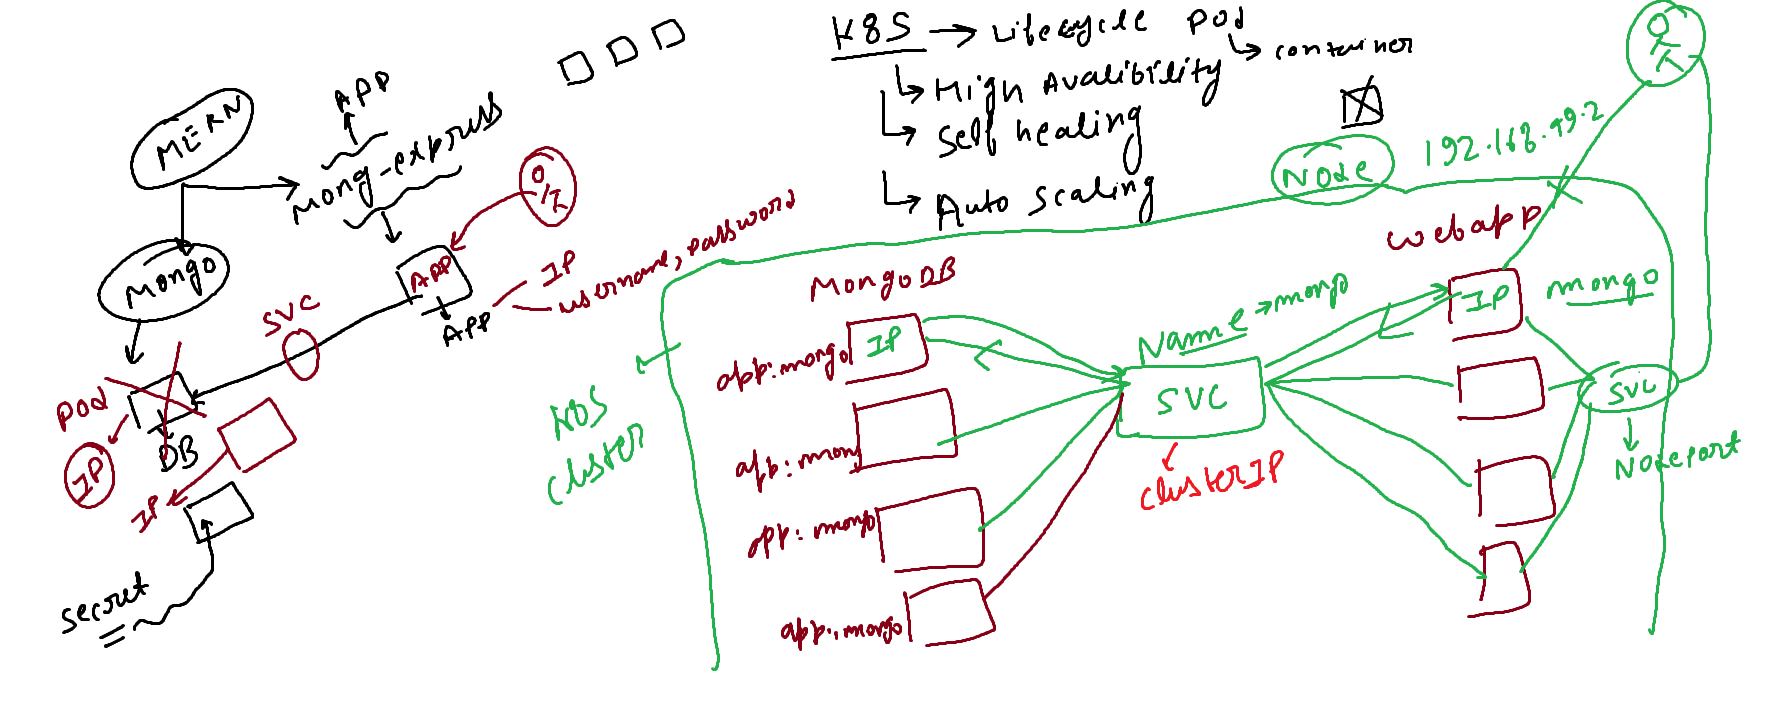 K8S → Lifecycle Pod
↳ container
↳ High Avalibility
↳ Self healing
↳ Auto Scaling
MERN
APP
Mong-express
Mongo
APP
APP
IP
username, password
SVC
Pod
IP
DB
IP
secret
Node
192.168.49.2
webapp
MongoDB
Name → mongo
IP
mongo
app:mongo
IP
SVC
SVC
K8S
cluster
app:mon
clusterIP
Nodeport
app:mongo
app:mongo